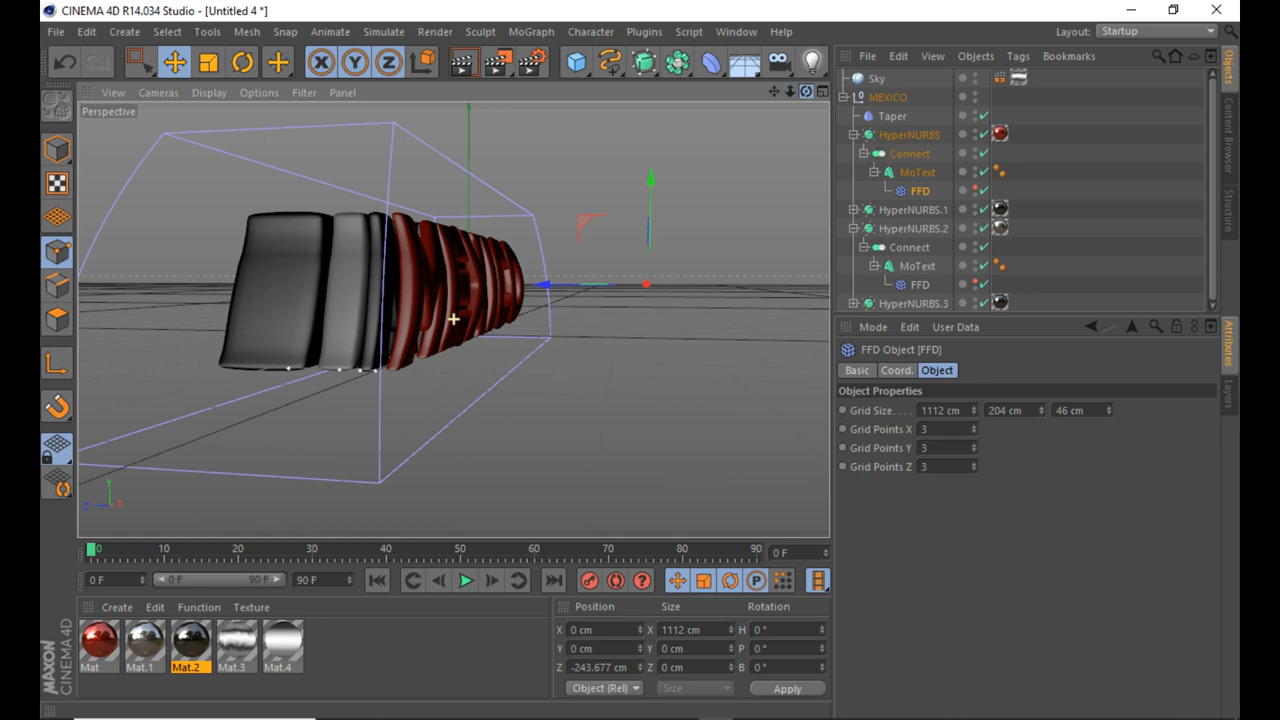 CINEMA 4D R14.034 Studio - [Untitled 4 *]
File Edit Create Select Tools Mesh Snap Animate Simulate Render Sculpt MoGraph Character Plugins Script Window Help Layout: Startup
X Y Z
File Edit View Objects Tags Bookmarks
View Cameras Display Options Filter Panel
Perspective
Sky
MEXICO
Taper
HyperNURBS
Connect
MoText
FFD
HyperNURBS.1
HyperNURBS.2
Connect
MoText
FFD
HyperNURBS.3
Objects
Content Browser
Structure
Mode Edit User Data
FFD Object [FFD]
Basic Coord. Object
Object Properties
Grid Size. . . . 1112 cm 204 cm 46 cm
Grid Points X 3
Grid Points Y 3
Grid Points Z 3
Attributes
Layers
Y
Z X
0 10 20 30 40 50 60 70 80 90 0 F
0 F 0 F 90 F 90 F P
Create Edit Function Texture
Mat Mat.1 Mat.2 Mat.3 Mat.4
Position Size Rotation
X 0 cm X 1112 cm H 0 °
Y 0 cm Y 0 cm P 0 °
Z -243.677 cm Z 0 cm B 0 °
Object (Rel) Size Apply
MAXON
CINEMA 4D